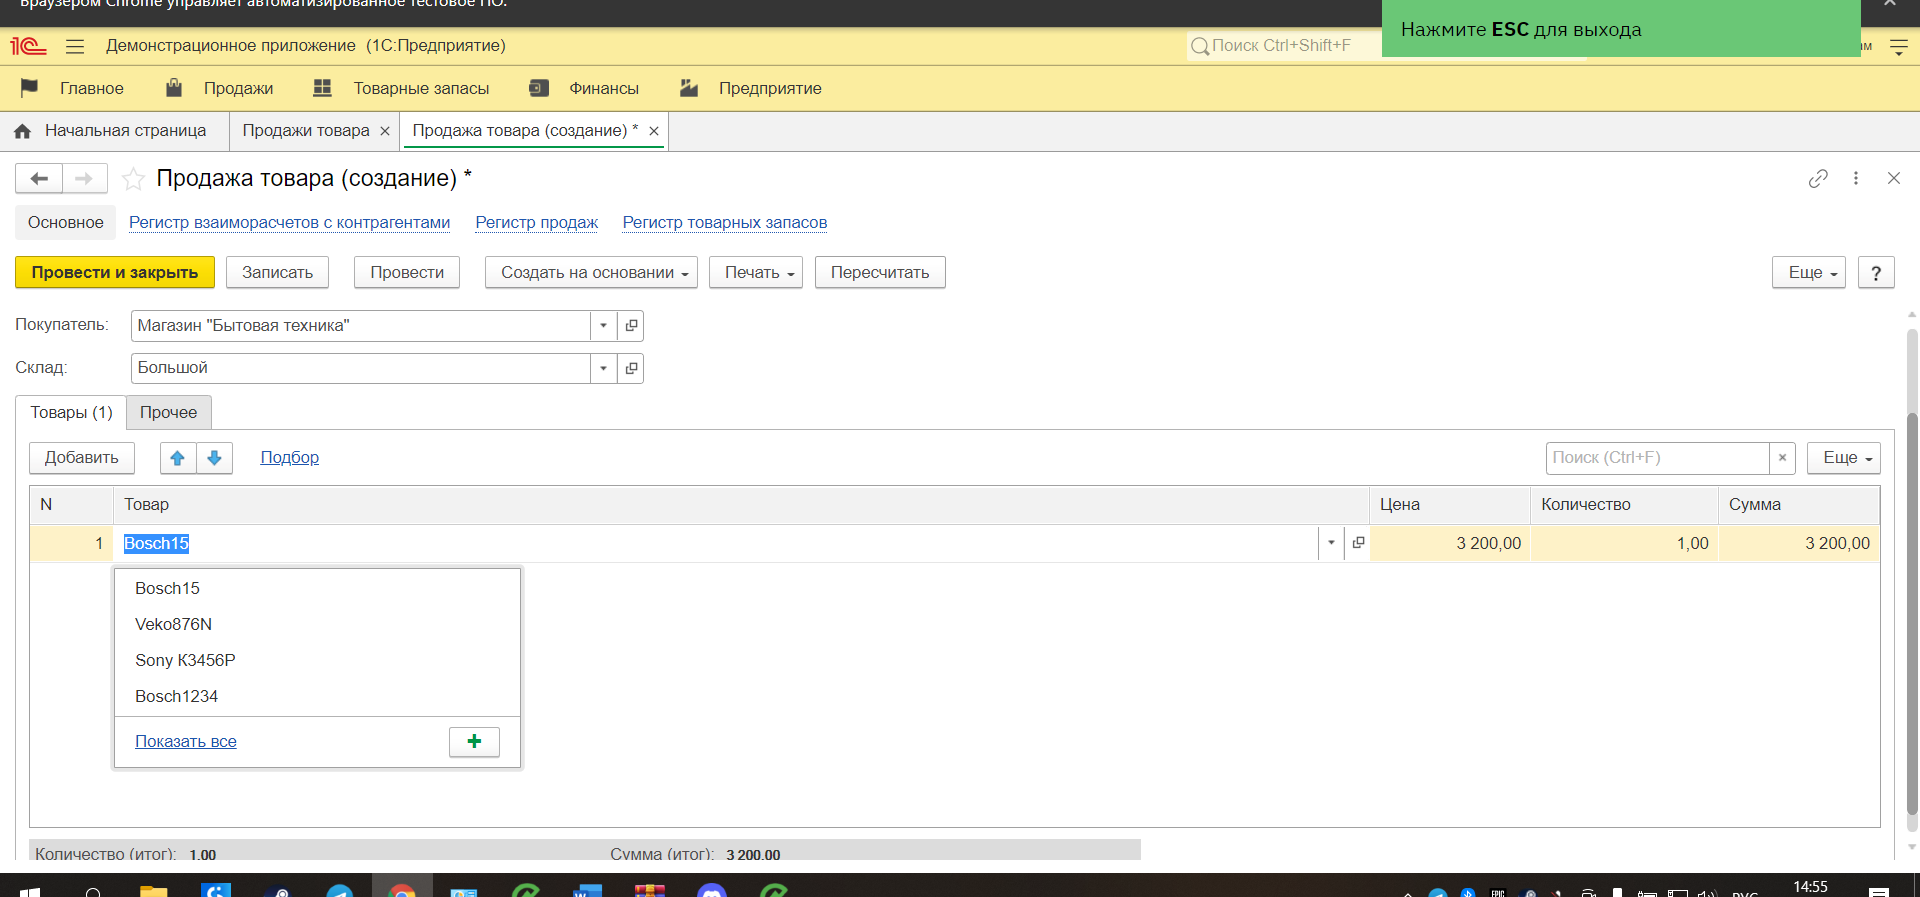 Браузером Chrome управляет автоматизированное тестовое ПО.
Нажмите ESC для выхода
1С Демонстрационное приложение (1С:Предприятие) Поиск Ctrl+Shift+F
Главное Продажи Товарные запасы Финансы Предприятие
Начальная страница Продажи товара × Продажа товара (создание) * ×
Продажа товара (создание) *
Основное Регистр взаиморасчетов с контрагентами Регистр продаж Регистр товарных запасов
Провести и закрыть Записать Провести Создать на основании Печать Пересчитать Еще ?
Покупатель: Магазин "Бытовая техника"
Склад: Большой
Товары (1) Прочее
Добавить Подбор Поиск (Ctrl+F) × Еще
N Товар Цена Количество Сумма
1 Bosch15 3 200,00 1,00 3 200,00
Bosch15
Veko876N
Sony K3456P
Bosch1234
Показать все +
Количество (итог): 1,00 Сумма (итог): 3 200,00
EPIC РУС 14:55